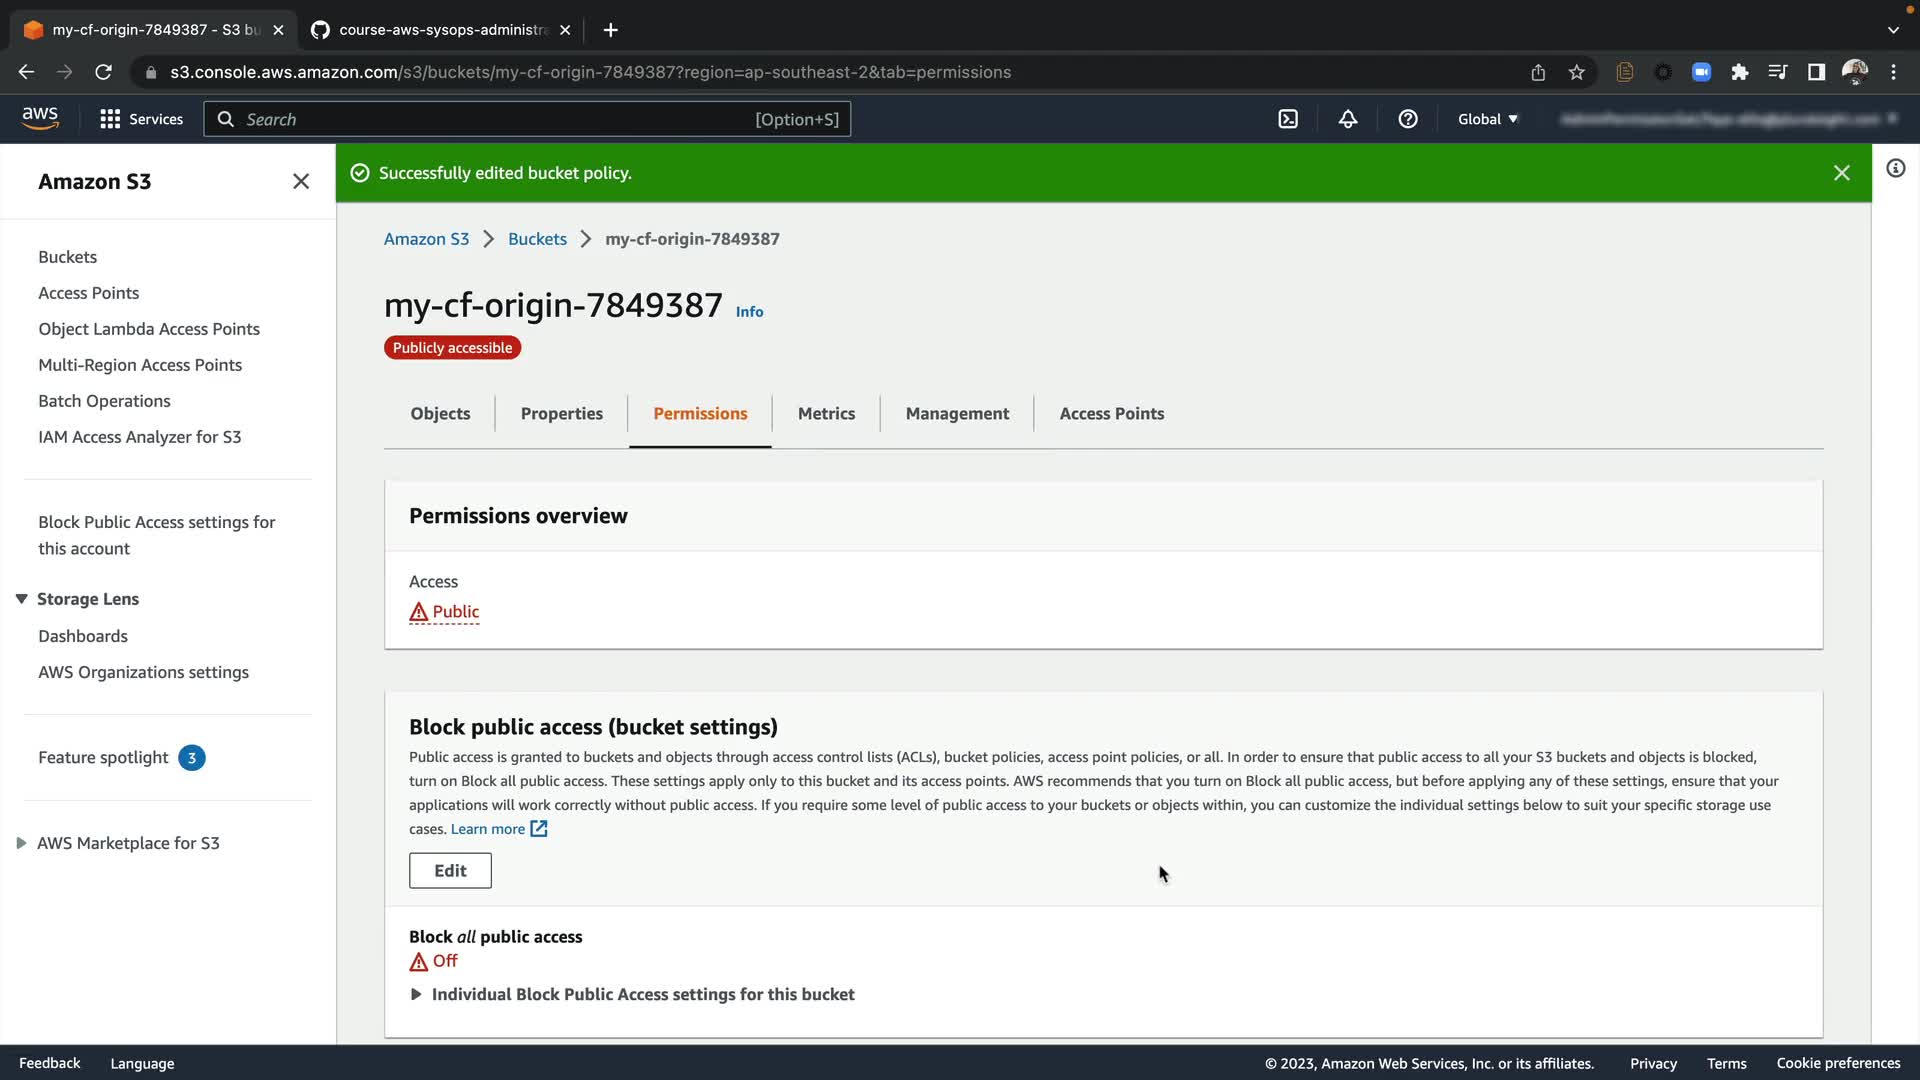 my-cf-origin-7849387 - S3 bu
course-aws-sysops-administra
s3.console.aws.amazon.com/s3/buckets/my-cf-origin-7849387?region=ap-southeast-2&tab=permissions
aws
Services
Search
[Option+S]
Global
Amazon S3
Successfully edited bucket policy.
Buckets
Access Points
Object Lambda Access Points
Multi-Region Access Points
Batch Operations
IAM Access Analyzer for S3
Block Public Access settings for
this account
Storage Lens
Dashboards
AWS Organizations settings
Feature spotlight 3
AWS Marketplace for S3
Amazon S3 > Buckets > my-cf-origin-7849387
my-cf-origin-7849387 Info
Publicly accessible
Objects
Properties
Permissions
Metrics
Management
Access Points
Permissions overview
Access
Public
Block public access (bucket settings)
Public access is granted to buckets and objects through access control lists (ACLs), bucket policies, access point policies, or all. In order to ensure that public access to all your S3 buckets and objects is blocked,
turn on Block all public access. These settings apply only to this bucket and its access points. AWS recommends that you turn on Block all public access, but before applying any of these settings, ensure that your
applications will work correctly without public access. If you require some level of public access to your buckets or objects within, you can customize the individual settings below to suit your specific storage use
cases. Learn more
Edit
Block all public access
Off
Individual Block Public Access settings for this bucket
Feedback
Language
© 2023, Amazon Web Services, Inc. or its affiliates.
Privacy
Terms
Cookie preferences